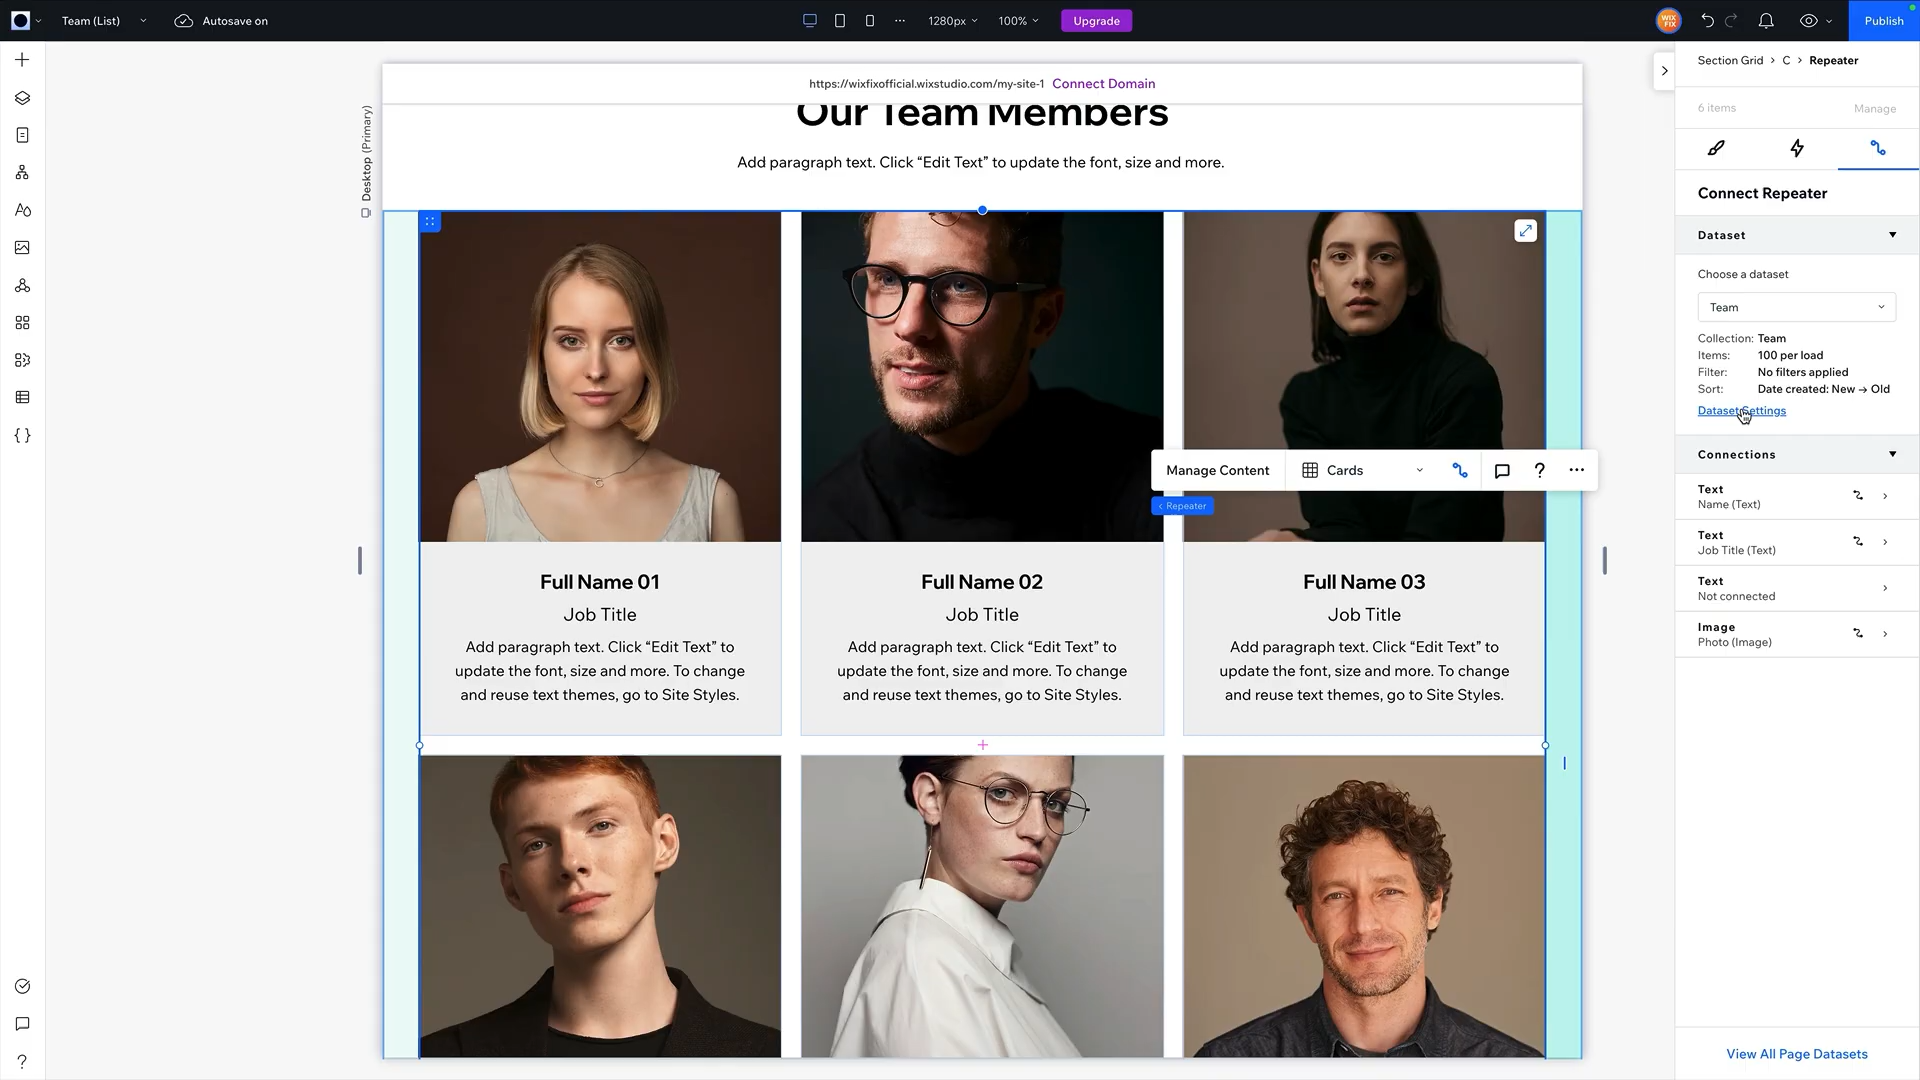 Team (List)
Autosave on
1280px
100%
Upgrade
WIX
FIX
Publish
https://wixfixofficial.wixstudio.com/my-site-1 Connect Domain
Desktop (Primary)
Our Team Members
Add paragraph text. Click “Edit Text” to update the font, size and more.
Manage Content
Cards
?
Repeater
Full Name 01
Job Title
Add paragraph text. Click “Edit Text” to
update the font, size and more. To change
and reuse text themes, go to Site Styles.
Full Name 02
Job Title
Add paragraph text. Click “Edit Text” to
update the font, size and more. To change
and reuse text themes, go to Site Styles.
Full Name 03
Job Title
Add paragraph text. Click “Edit Text” to
update the font, size and more. To change
and reuse text themes, go to Site Styles.
Section Grid > C > Repeater
6 items
Manage
Connect Repeater
Dataset
Choose a dataset
Team
Collection: Team
Items: 100 per load
Filter: No filters applied
Sort: Date created: New → Old
Dataset Settings
Connections
Text
Name (Text)
Text
Job Title (Text)
Text
Not connected
Image
Photo (Image)
View All Page Datasets